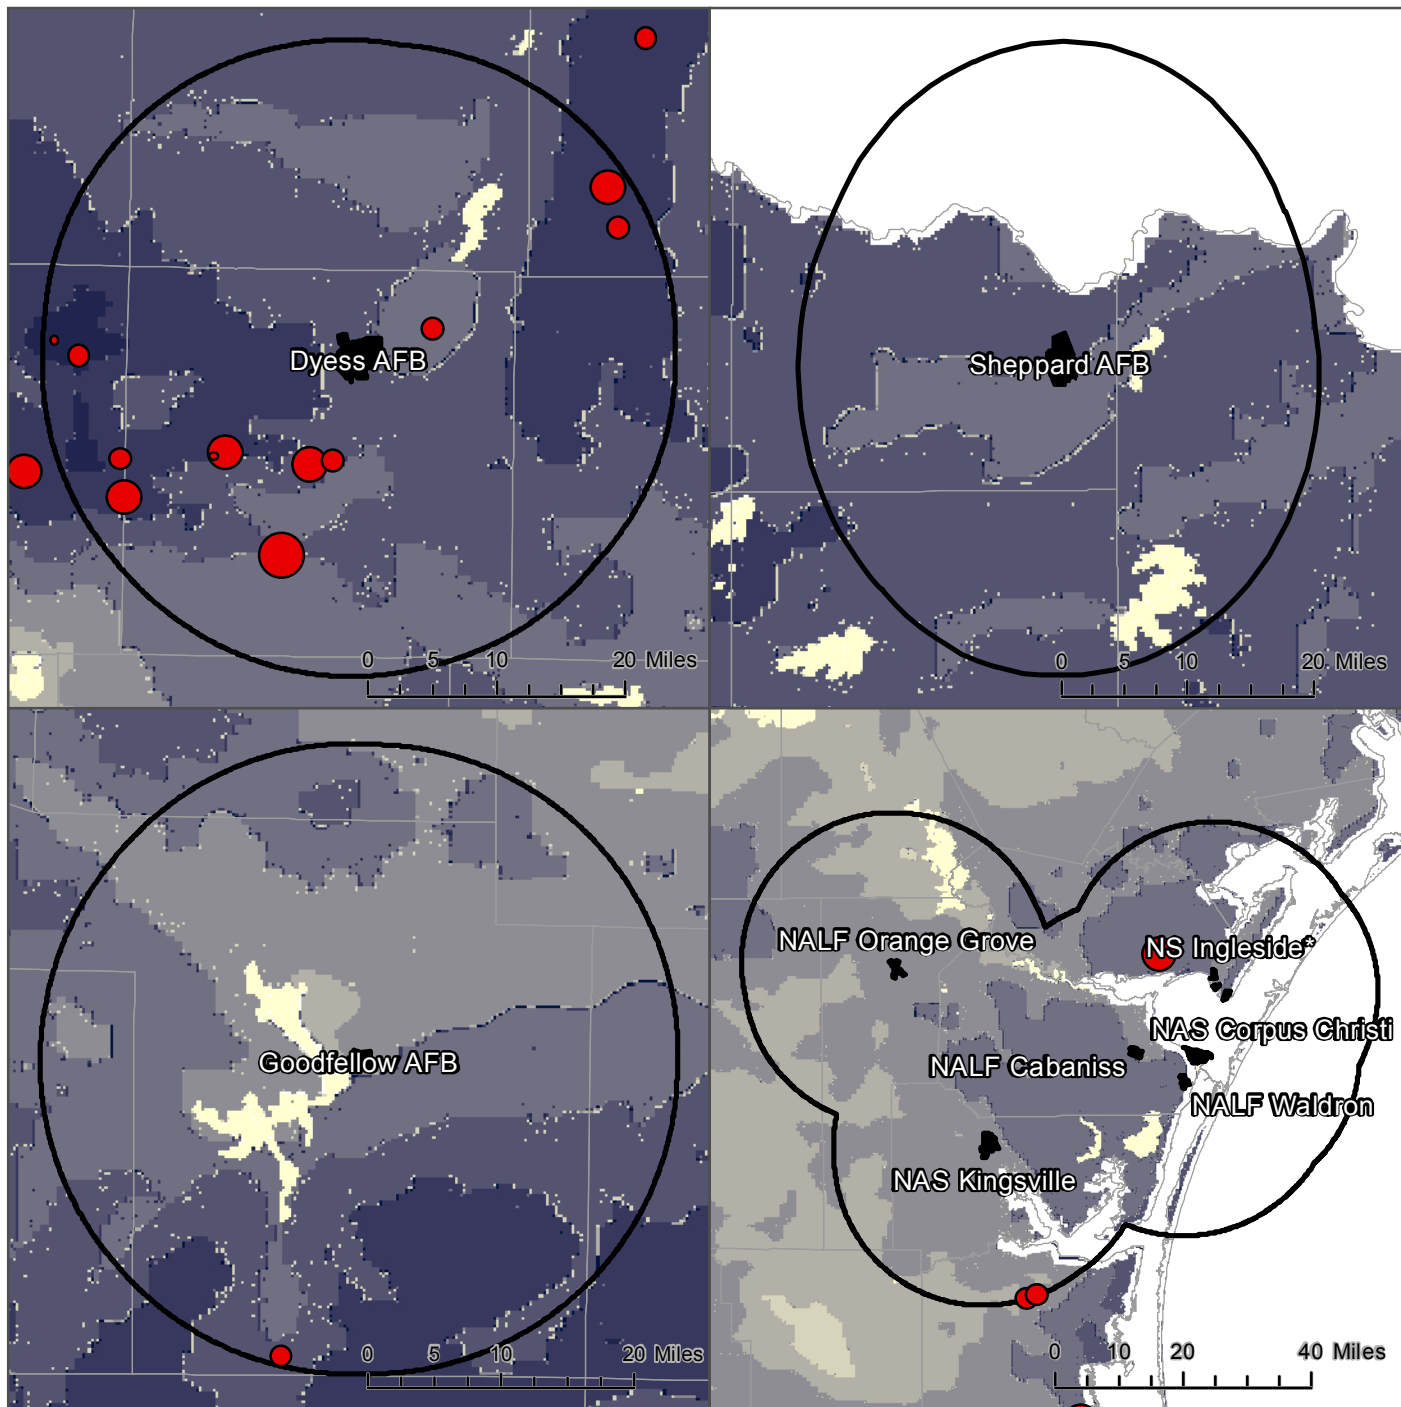 Dyess AFB
0 5 10 20 Miles
Sheppard AFB
0 5 10 20 Miles
Goodfellow AFB
0 5 10 20 Miles
NALF Orange Grove
NS Ingleside*
NAS Corpus Christi
NALF Cabaniss
NALF Waldron
NAS Kingsville
0 10 20 40 Miles